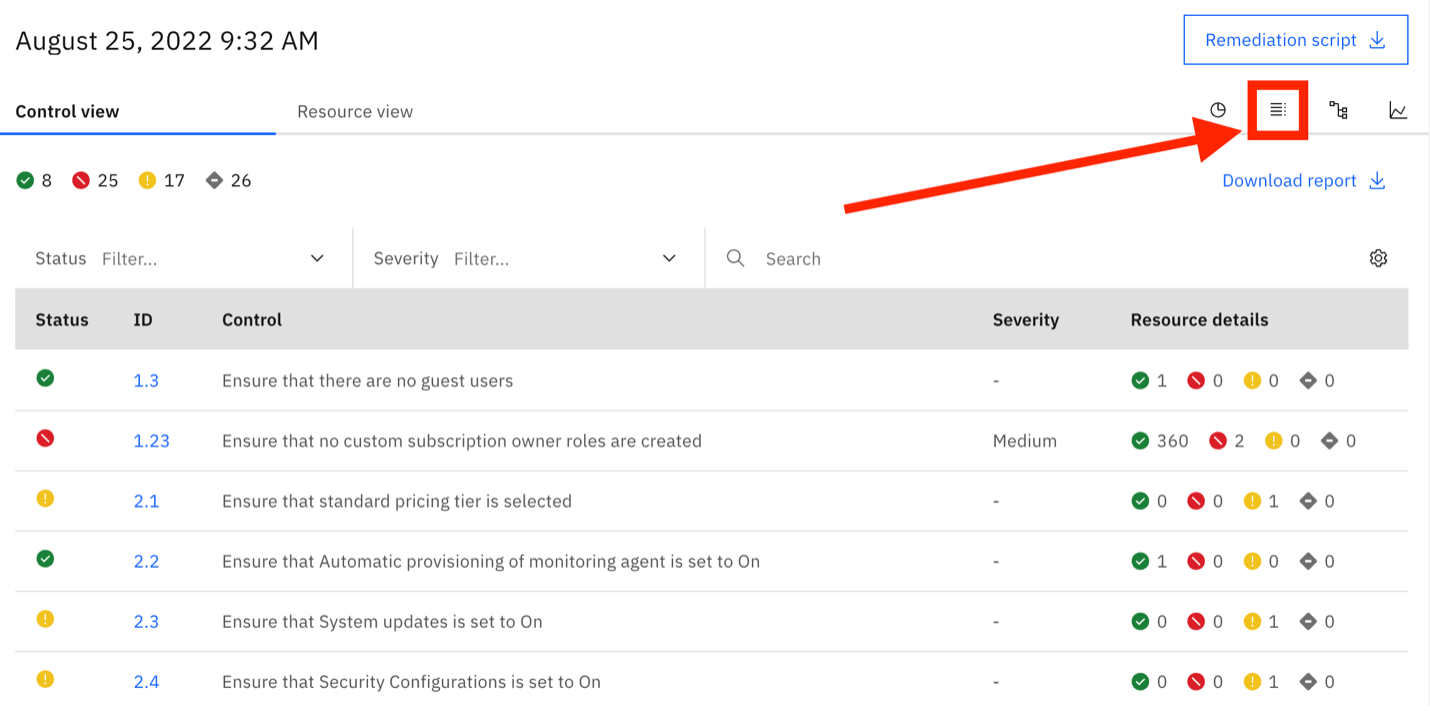 August 25, 2022 9:32 AM
Remediation script
Control view Resource view
8 25 17 26
Download report
Status Filter... Severity Filter... Search
Status ID Control Severity Resource details
1.3 Ensure that there are no guest users - 1 0 0 0
1.23 Ensure that no custom subscription owner roles are created Medium 360 2 0 0
2.1 Ensure that standard pricing tier is selected - 0 0 1 0
2.2 Ensure that Automatic provisioning of monitoring agent is set to On - 1 0 0 0
2.3 Ensure that System updates is set to On - 0 0 1 0
2.4 Ensure that Security Configurations is set to On - 0 0 1 0